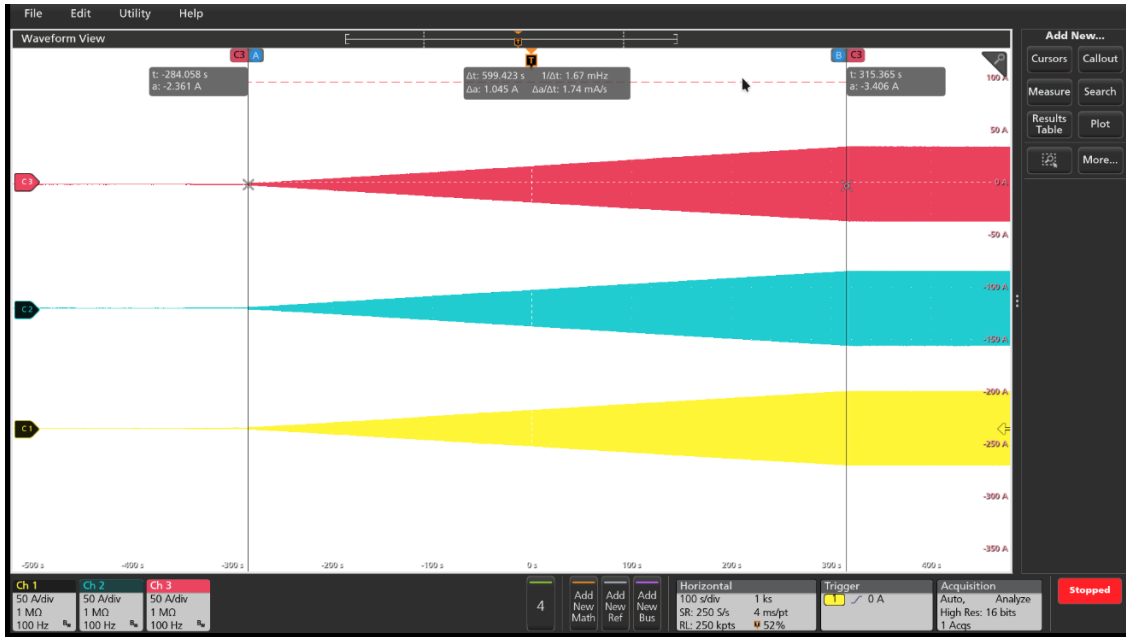 File Edit Utility Help
Waveform View
Add New...
C3 A
T
B C3
Cursors Callout
t: -284.058 s
a: -2.361 A
Δt: 599.423 s 1/Δt: 1.67 mHz
Δa: 1.045 A Δa/Δt: 1.74 mA/s
t: 315.365 s
a: -3.406 A
100 A
Measure Search
Results
Table
Plot
50 A
More...
C3
0 A
-50 A
-100 A
C2
-150 A
-200 A
C1
-250 A
-300 A
-350 A
-500 s -400 s -300 s -200 s -100 s 0 s 100 s 200 s 300 s 400 s
Ch 1
50 A/div
1 MΩ
100 Hz Bw
Ch 2
50 A/div
1 MΩ
100 Hz Bw
Ch 3
50 A/div
1 MΩ
100 Hz Bw
4
Add
New
Math
Add
New
Ref
Add
New
Bus
Horizontal
100 s/div 1 ks
SR: 250 S/s 4 ms/pt
RL: 250 kpts 52%
Trigger
1 0 A
Acquisition
Auto, Analyze
High Res: 16 bits
1 Acqs
Stopped